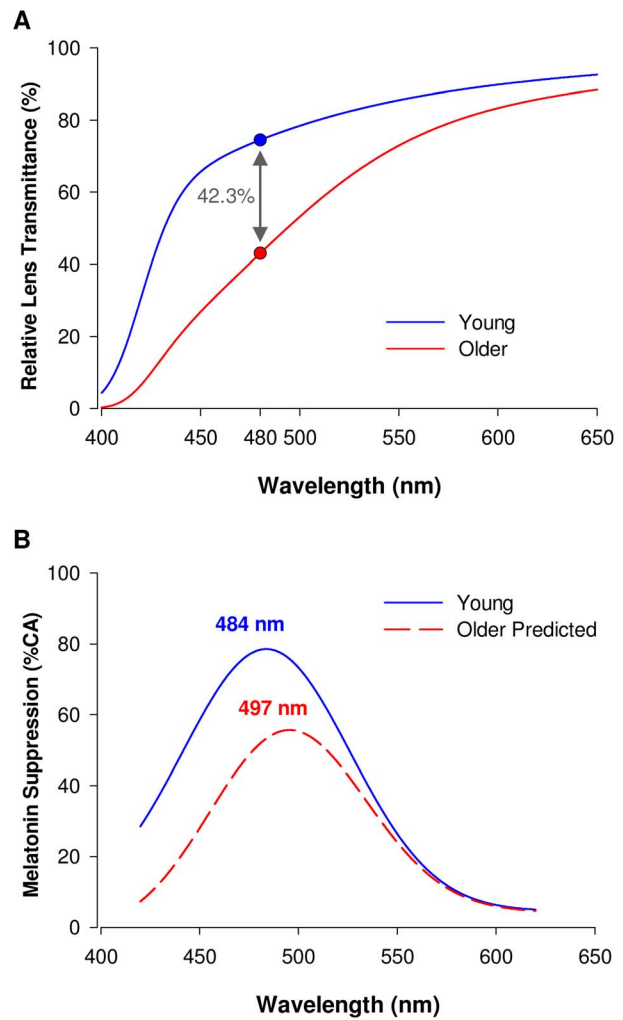 A
Relative Lens Transmittance (%)
100
80
60
40
20
0
42.3%
Young
Older
400 450 480 500 550 600 650
Wavelength (nm)
B
Melatonin Suppression (%CA)
100
80
60
40
20
0
484 nm
497 nm
Young
Older Predicted
400 450 500 550 600 650
Wavelength (nm)